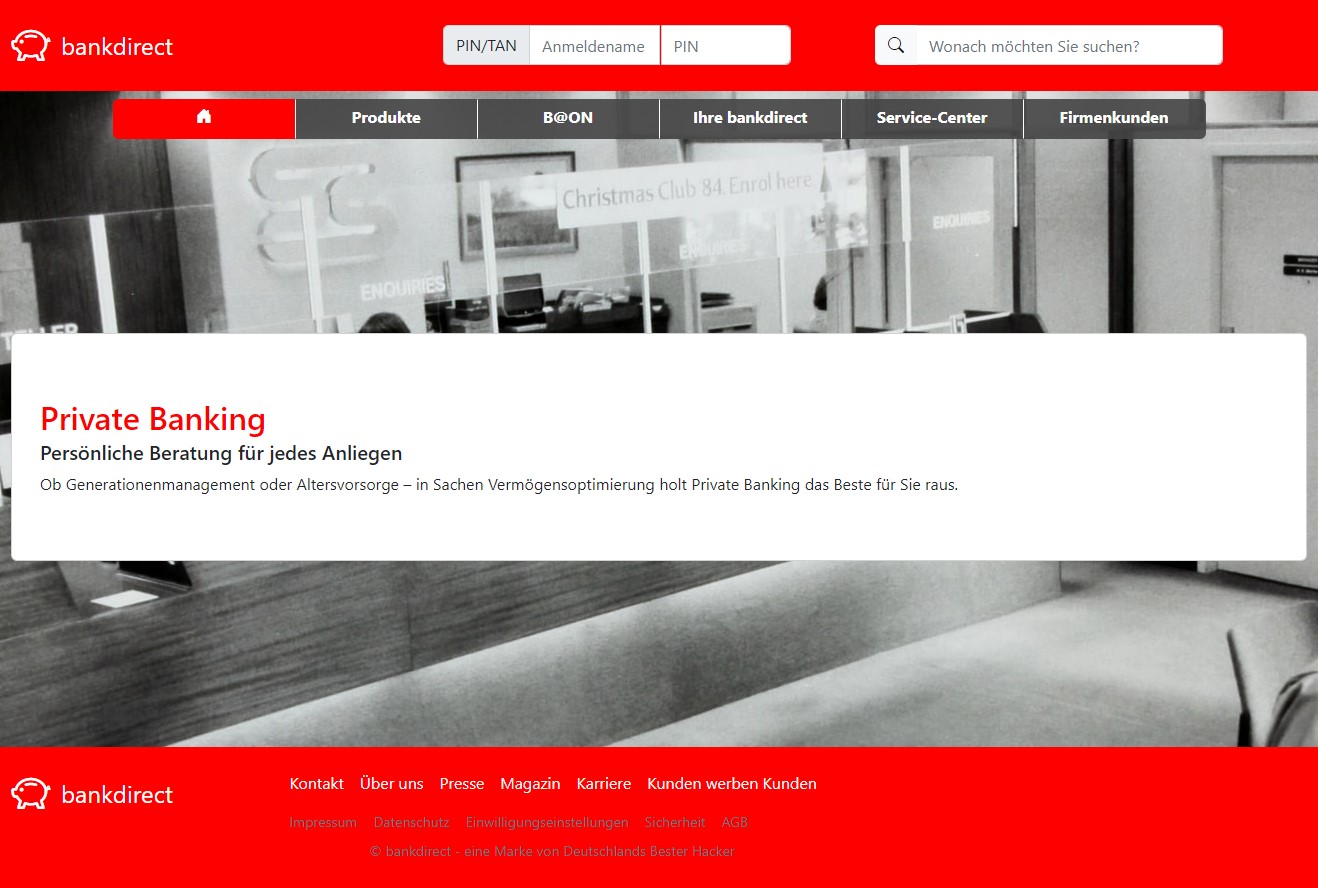 bankdirect
PIN/TAN Anmeldename PIN
Wonach möchten Sie suchen?
Produkte B@ON Ihre bankdirect Service-Center Firmenkunden
Christmas Club 84. Enrol here
ENQUIRIES
ENQUIRIES
ENQUIRIES
TELLER
Private Banking
Persönliche Beratung für jedes Anliegen
Ob Generationenmanagement oder Altersvorsorge – in Sachen Vermögensoptimierung holt Private Banking das Beste für Sie raus.
bankdirect
Kontakt Über uns Presse Magazin Karriere Kunden werben Kunden
Impressum Datenschutz Einwilligungseinstellungen Sicherheit AGB
© bankdirect - eine Marke von Deutschlands Bester Hacker